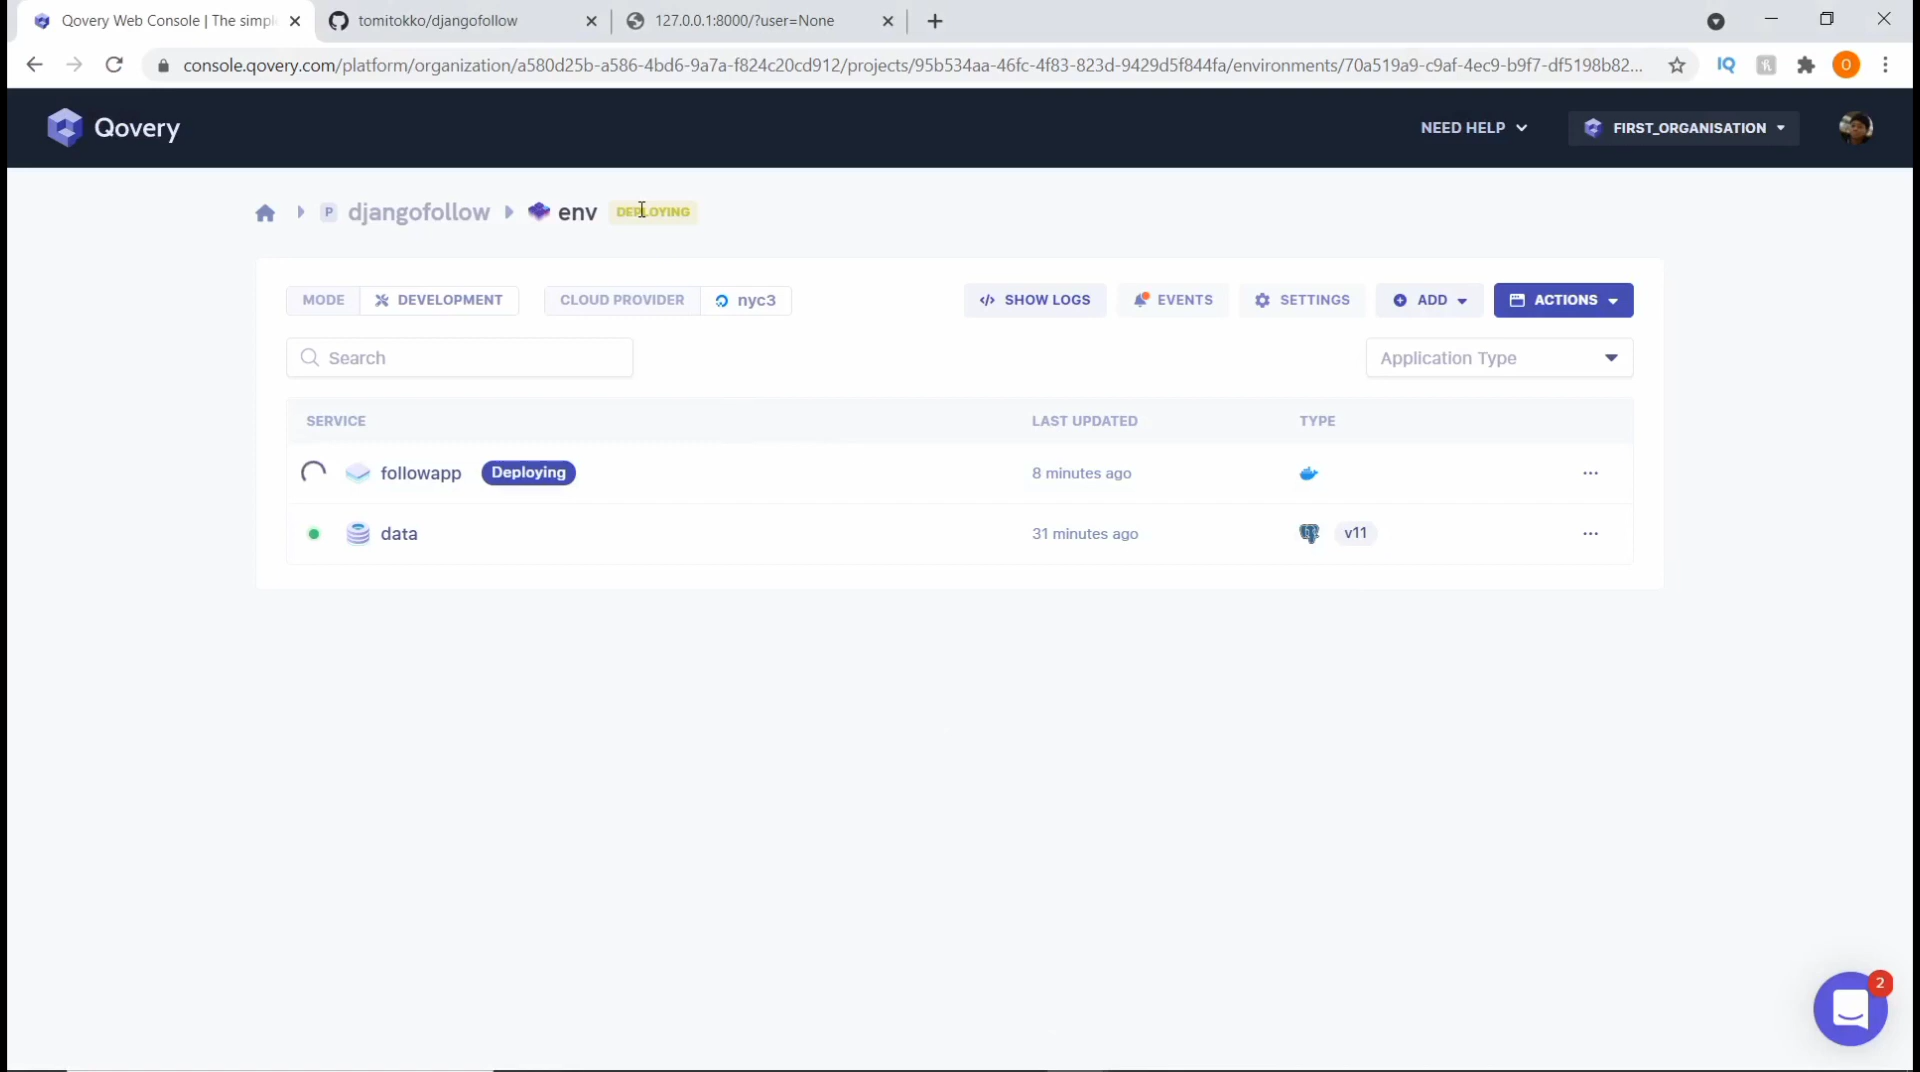 Qovery Web Console | The simple
tomitokko/djangofollow
127.0.0.1:8000/?user=None
console.qovery.com/platform/organization/a580d25b-a586-4bd6-9a7a-f824c20cd912/projects/95b534aa-46fc-4f83-823d-9429d5f844fa/environments/70a519a9-c9af-4ec9-b9f7-df5198b82...
IQ
O
Qovery
NEED HELP
FIRST_ORGANISATION
P djangofollow env DEPLOYING
MODE DEVELOPMENT CLOUD PROVIDER nyc3 </> SHOW LOGS EVENTS SETTINGS ADD ACTIONS
Search Application Type
SERVICE LAST UPDATED TYPE
followapp Deploying 8 minutes ago ...
data 31 minutes ago v11 ...
2